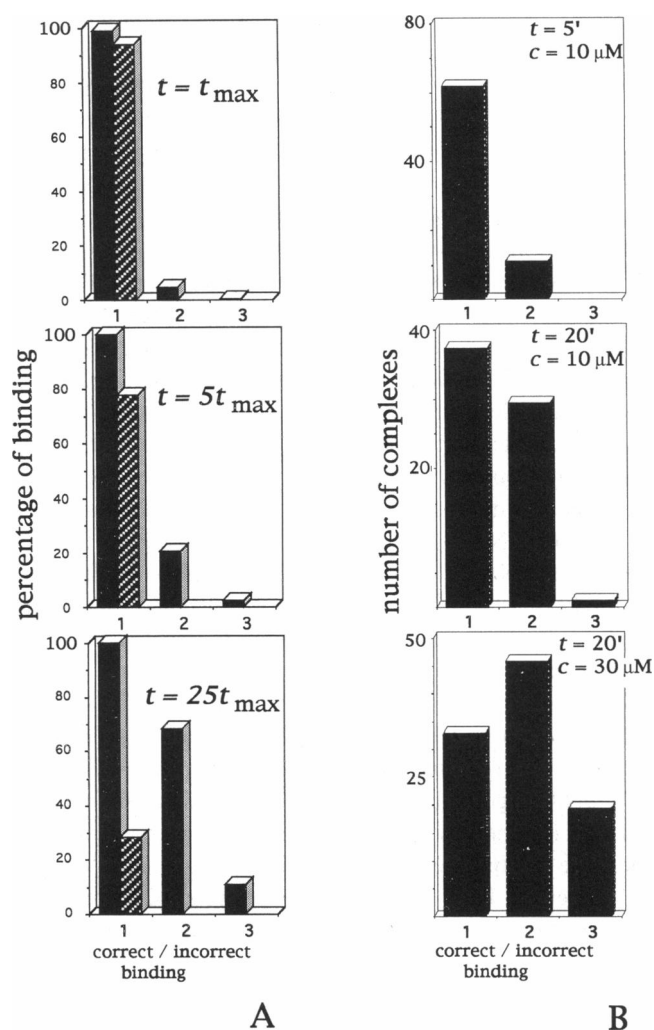 percentage of binding
100
80
60
40
20
0
t = t max
1 2 3
100
80
60
40
20
0
t = 5t max
1 2 3
100
80
60
40
20
0
t = 25t max
1 2 3
correct / incorrect
binding
A
number of complexes
80
40
t = 5'
c = 10 μM
1 2 3
40
20
t = 20'
c = 10 μM
1 2 3
50
25
t = 20'
c = 30 μM
1 2 3
correct / incorrect
binding
B